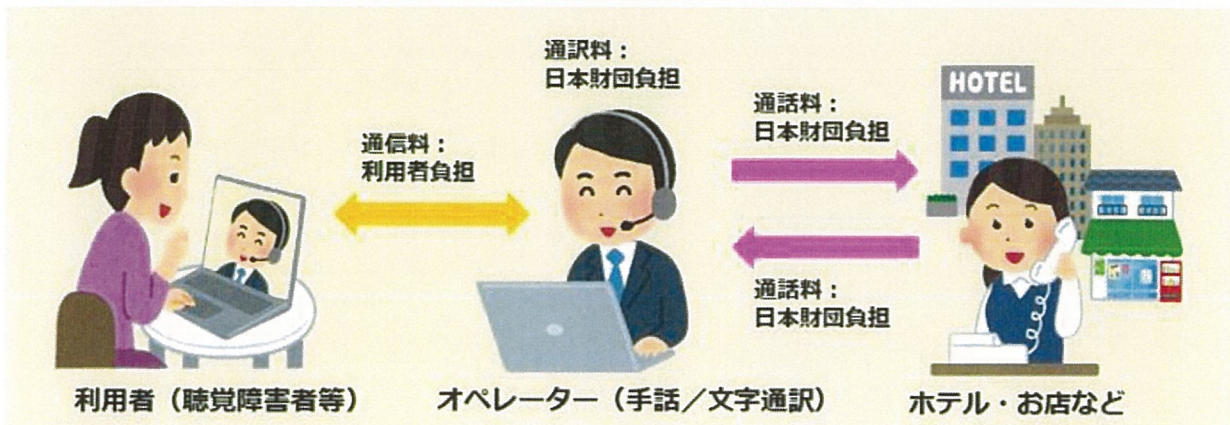 通訳料：
日本財団負担
通信料：
利用者負担
通話料：
日本財団負担
HOTEL
通話料：
日本財団負担
利用者（聴覚障害者等）
オペレーター（手話／文字通訳）
ホテル・お店など